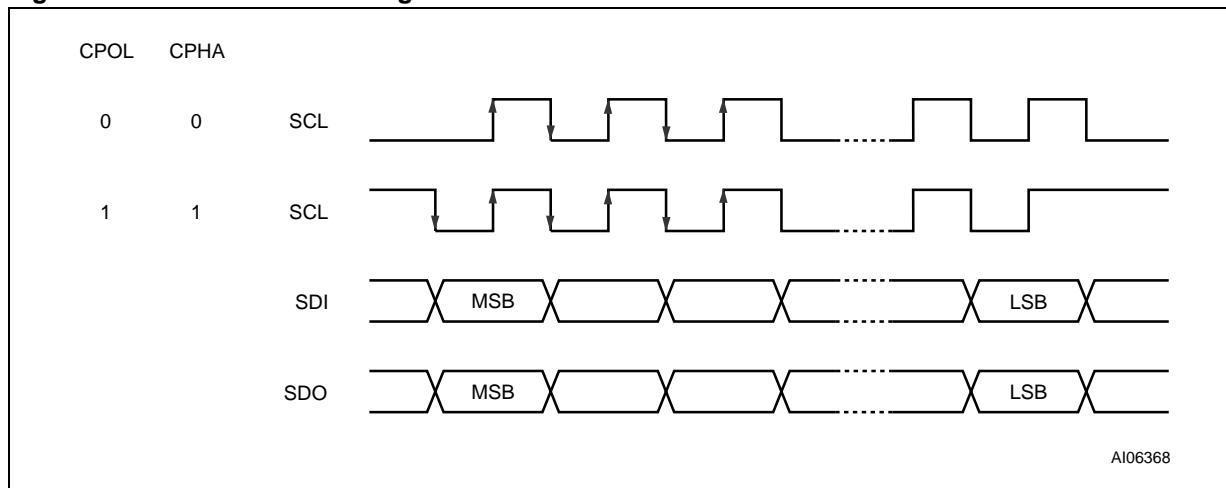 CPOL CPHA
0 0 SCL
1 1 SCL
SDI MSB LSB
SDO MSB LSB
AI06368